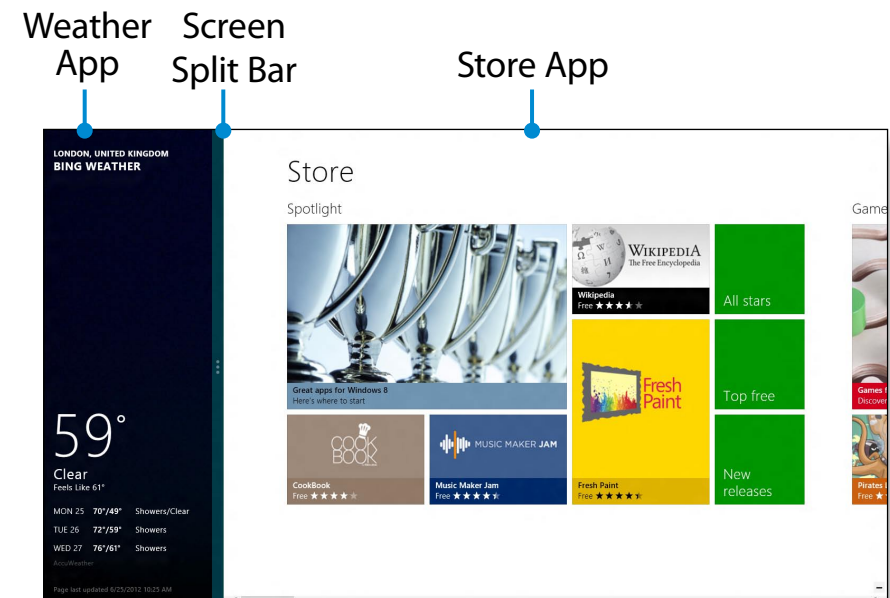 Weather
App
Screen
Split Bar
Store App
LONDON, UNITED KINGDOM
BING WEATHER
59°
Clear
Feels Like 61°
MON 25 70°/49° Showers/Clear
TUE 26 72°/59° Showers
WED 27 76°/61° Showers
AccuWeather
Page last updated 6/25/2012 10:25 AM
Store
Spotlight
Great apps for Windows 8
Here's where to start
COOK
BOOK
CookBook
Free
MUSIC MAKER JAM
Music Maker Jam
Free
WIKIPEDIA
The Free Encyclopedia
Wikipedia
Free
Fresh
Paint
Fresh Paint
Free
All stars
Top free
New
releases
Game
Games f
Discover
Pirates
Free